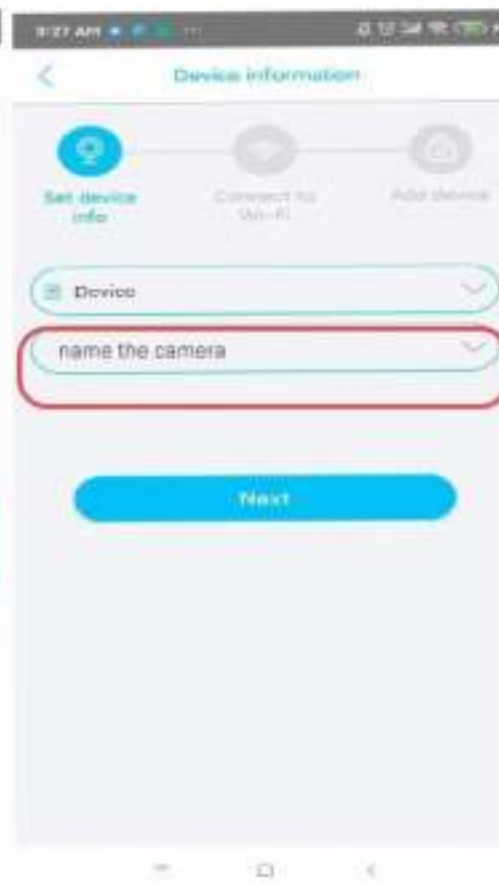 9:27 AM
Device information
Set device
info
Connect to
Wi-Fi
Add device
Device
name the camera
Next